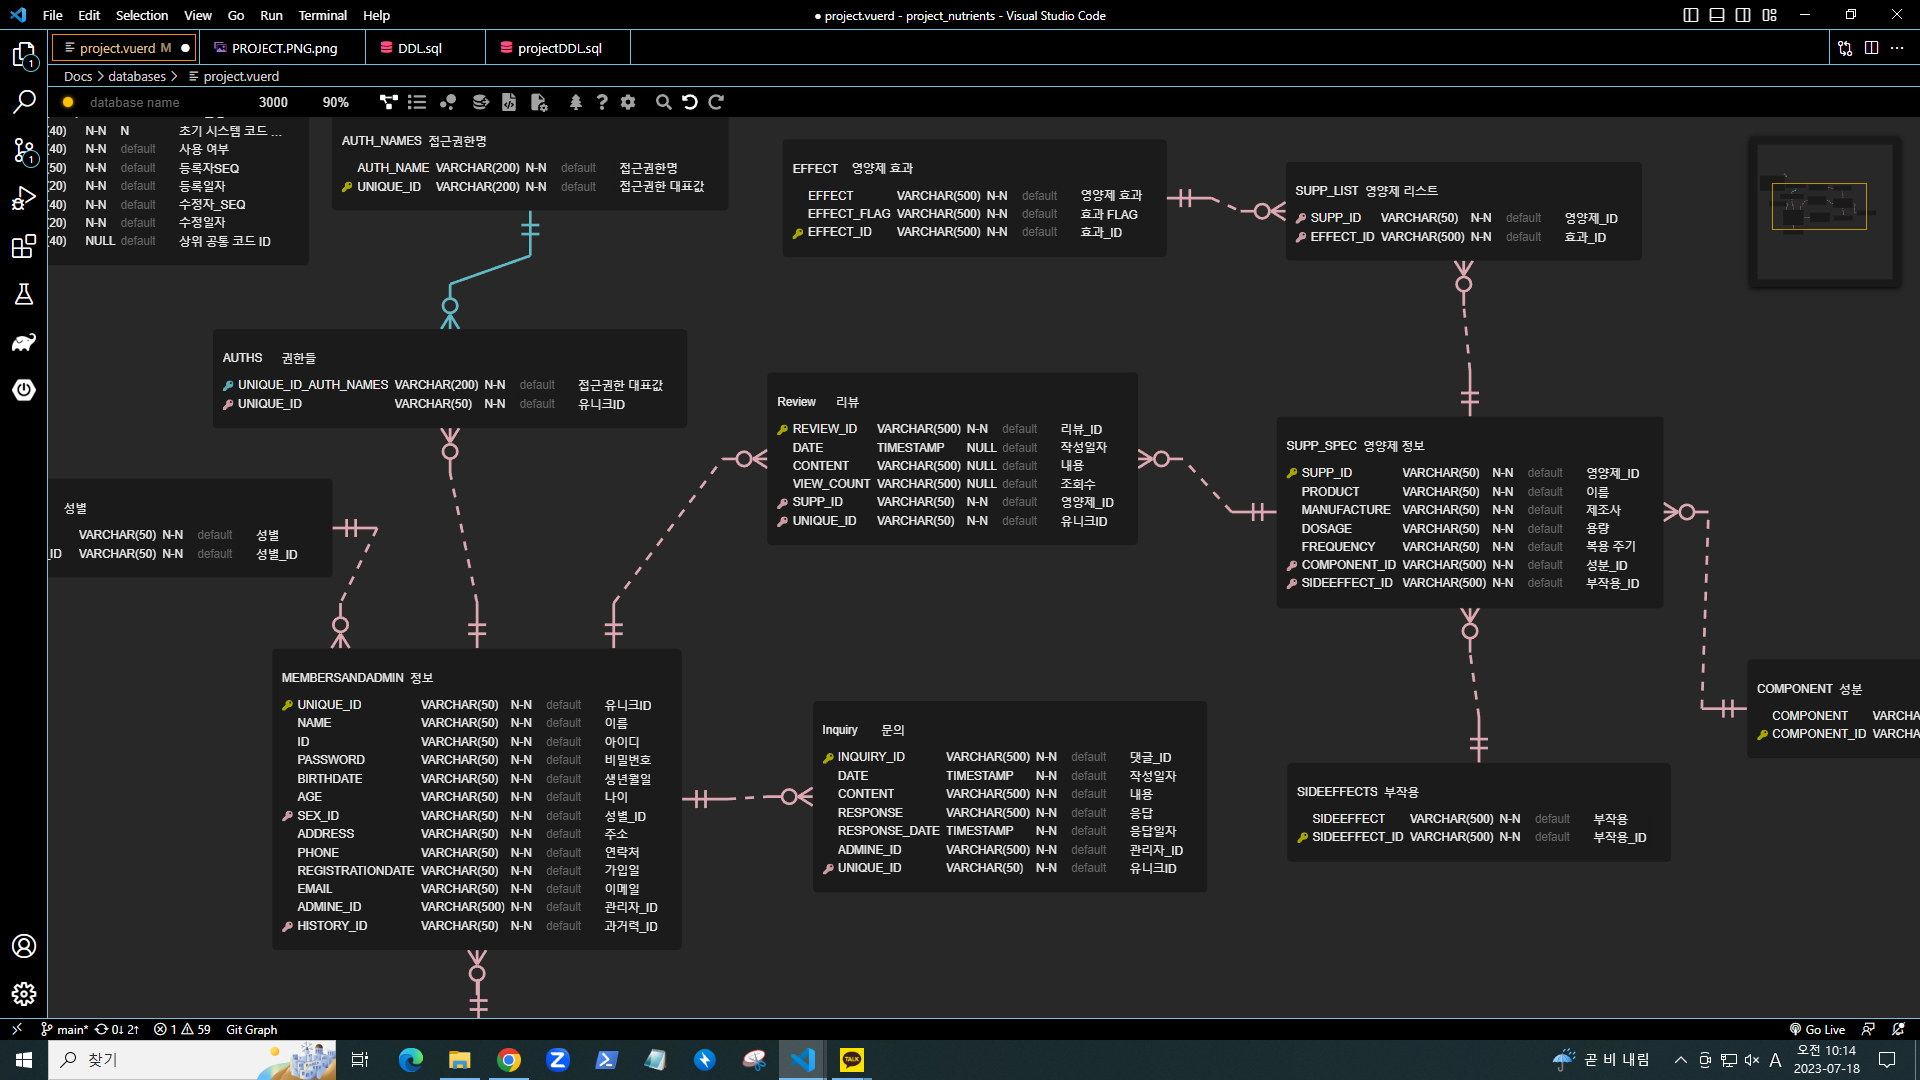 File Edit Selection View Go Run Terminal Help
● project.vuerd - project_nutrients - Visual Studio Code
project.vuerd M
PROJECT.PNG.png
DDL.sql
projectDDL.sql
Docs > databases > project.vuerd
database name 3000 90%
(40) N-N N 초기 시스템 코드 ...
(40) N-N default 사용 여부
(50) N-N default 등록자SEQ
(20) N-N default 등록일자
(40) N-N default 수정자_SEQ
(20) N-N default 수정일자
(40) NULL default 상위 공통 코드 ID
AUTH_NAMES 접근권한명
AUTH_NAME VARCHAR(200) N-N default 접근권한명
UNIQUE_ID VARCHAR(200) N-N default 접근권한 대표값
EFFECT 영양제 효과
EFFECT VARCHAR(500) N-N default 영양제 효과
EFFECT_FLAG VARCHAR(500) N-N default 효과 FLAG
EFFECT_ID VARCHAR(500) N-N default 효과_ID
SUPP_LIST 영양제 리스트
SUPP_ID VARCHAR(50) N-N default 영양제_ID
EFFECT_ID VARCHAR(500) N-N default 효과_ID
AUTHS 권한들
UNIQUE_ID_AUTH_NAMES VARCHAR(200) N-N default 접근권한 대표값
UNIQUE_ID VARCHAR(50) N-N default 유니크ID
Review 리뷰
REVIEW_ID VARCHAR(500) N-N default 리뷰_ID
DATE TIMESTAMP NULL default 작성일자
CONTENT VARCHAR(500) NULL default 내용
VIEW_COUNT VARCHAR(500) NULL default 조회수
SUPP_ID VARCHAR(50) N-N default 영양제_ID
UNIQUE_ID VARCHAR(50) N-N default 유니크ID
SUPP_SPEC 영양제 정보
SUPP_ID VARCHAR(50) N-N default 영양제_ID
PRODUCT VARCHAR(50) N-N default 이름
MANUFACTURE VARCHAR(50) N-N default 제조사
DOSAGE VARCHAR(50) N-N default 용량
FREQUENCY VARCHAR(50) N-N default 복용 주기
COMPONENT_ID VARCHAR(500) N-N default 성분_ID
SIDEEFFECT_ID VARCHAR(500) N-N default 부작용_ID
성별
VARCHAR(50) N-N default 성별
_ID VARCHAR(50) N-N default 성별_ID
MEMBERSANDADMIN 정보
UNIQUE_ID VARCHAR(50) N-N default 유니크ID
NAME VARCHAR(50) N-N default 이름
ID VARCHAR(50) N-N default 아이디
PASSWORD VARCHAR(50) N-N default 비밀번호
BIRTHDATE VARCHAR(50) N-N default 생년월일
AGE VARCHAR(50) N-N default 나이
SEX_ID VARCHAR(50) N-N default 성별_ID
ADDRESS VARCHAR(50) N-N default 주소
PHONE VARCHAR(50) N-N default 연락처
REGISTRATIONDATE VARCHAR(50) N-N default 가입일
EMAIL VARCHAR(50) N-N default 이메일
ADMINE_ID VARCHAR(500) N-N default 관리자_ID
HISTORY_ID VARCHAR(50) N-N default 과거력_ID
Inquiry 문의
INQUIRY_ID VARCHAR(500) N-N default 댓글_ID
DATE TIMESTAMP N-N default 작성일자
CONTENT VARCHAR(500) N-N default 내용
RESPONSE VARCHAR(500) N-N default 응답
RESPONSE_DATE TIMESTAMP N-N default 응답일자
ADMINE_ID VARCHAR(500) N-N default 관리자_ID
UNIQUE_ID VARCHAR(50) N-N default 유니크ID
COMPONENT 성분
COMPONENT VARCHA
COMPONENT_ID VARCHA
SIDEEFFECTS 부작용
SIDEEFFECT VARCHAR(500) N-N default 부작용
SIDEEFFECT_ID VARCHAR(500) N-N default 부작용_ID
main* 0↓ 2↑ 1 59 Git Graph
Go Live
찾기
TALK
곧 비 내림
A
오전 10:14
2023-07-18